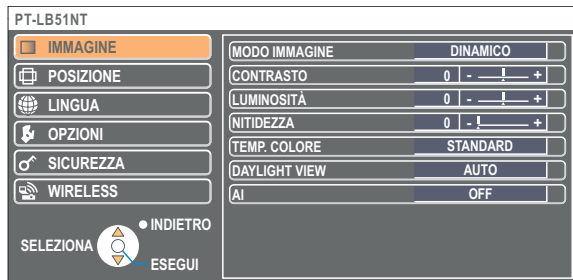 PT-LB51NT
IMMAGINE
POSIZIONE
LINGUA
OPZIONI
SICUREZZA
WIRELESS
INDIETRO
SELEZIONA
ESEGUI
MODO IMMAGINE DINAMICO
CONTRASTO 0 - +
LUMINOSITÀ 0 - +
NITIDEZZA 0 - +
TEMP. COLORE STANDARD
DAYLIGHT VIEW AUTO
AI OFF